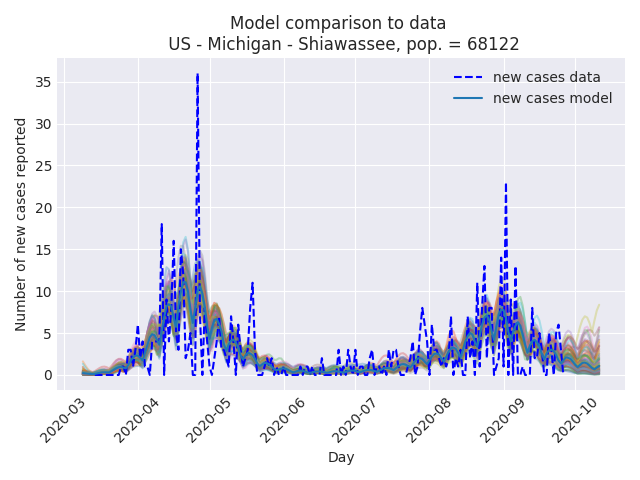 Model comparison to data
US - Michigan - Shiawassee, pop. = 68122
new cases data
new cases model
Number of new cases reported
35
30
25
20
15
10
5
0
2020-03
2020-04
2020-05
2020-06
2020-07
2020-08
2020-09
2020-10
Day